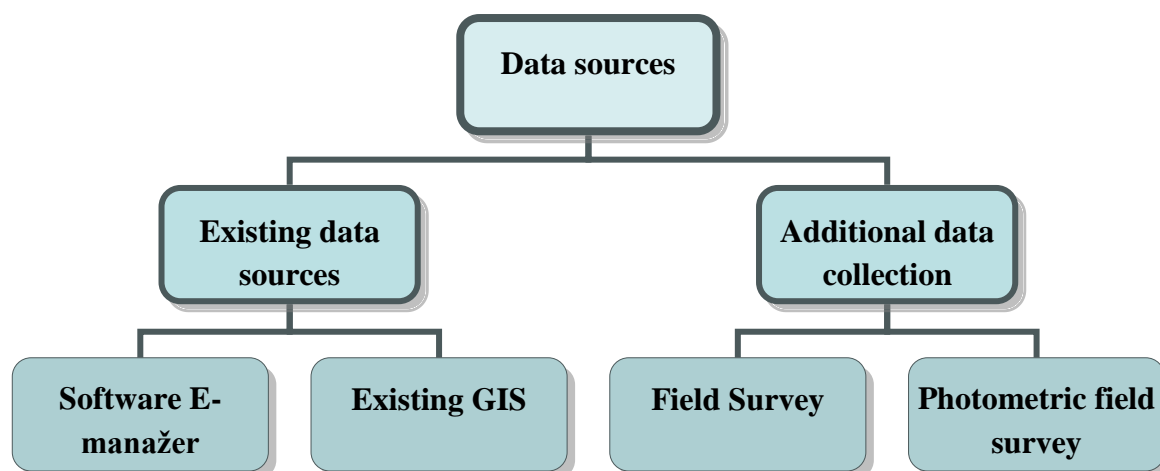 Data sources
Existing data
sources
Additional data
collection
Software E-
manažer
Existing GIS
Field Survey
Photometric field
survey